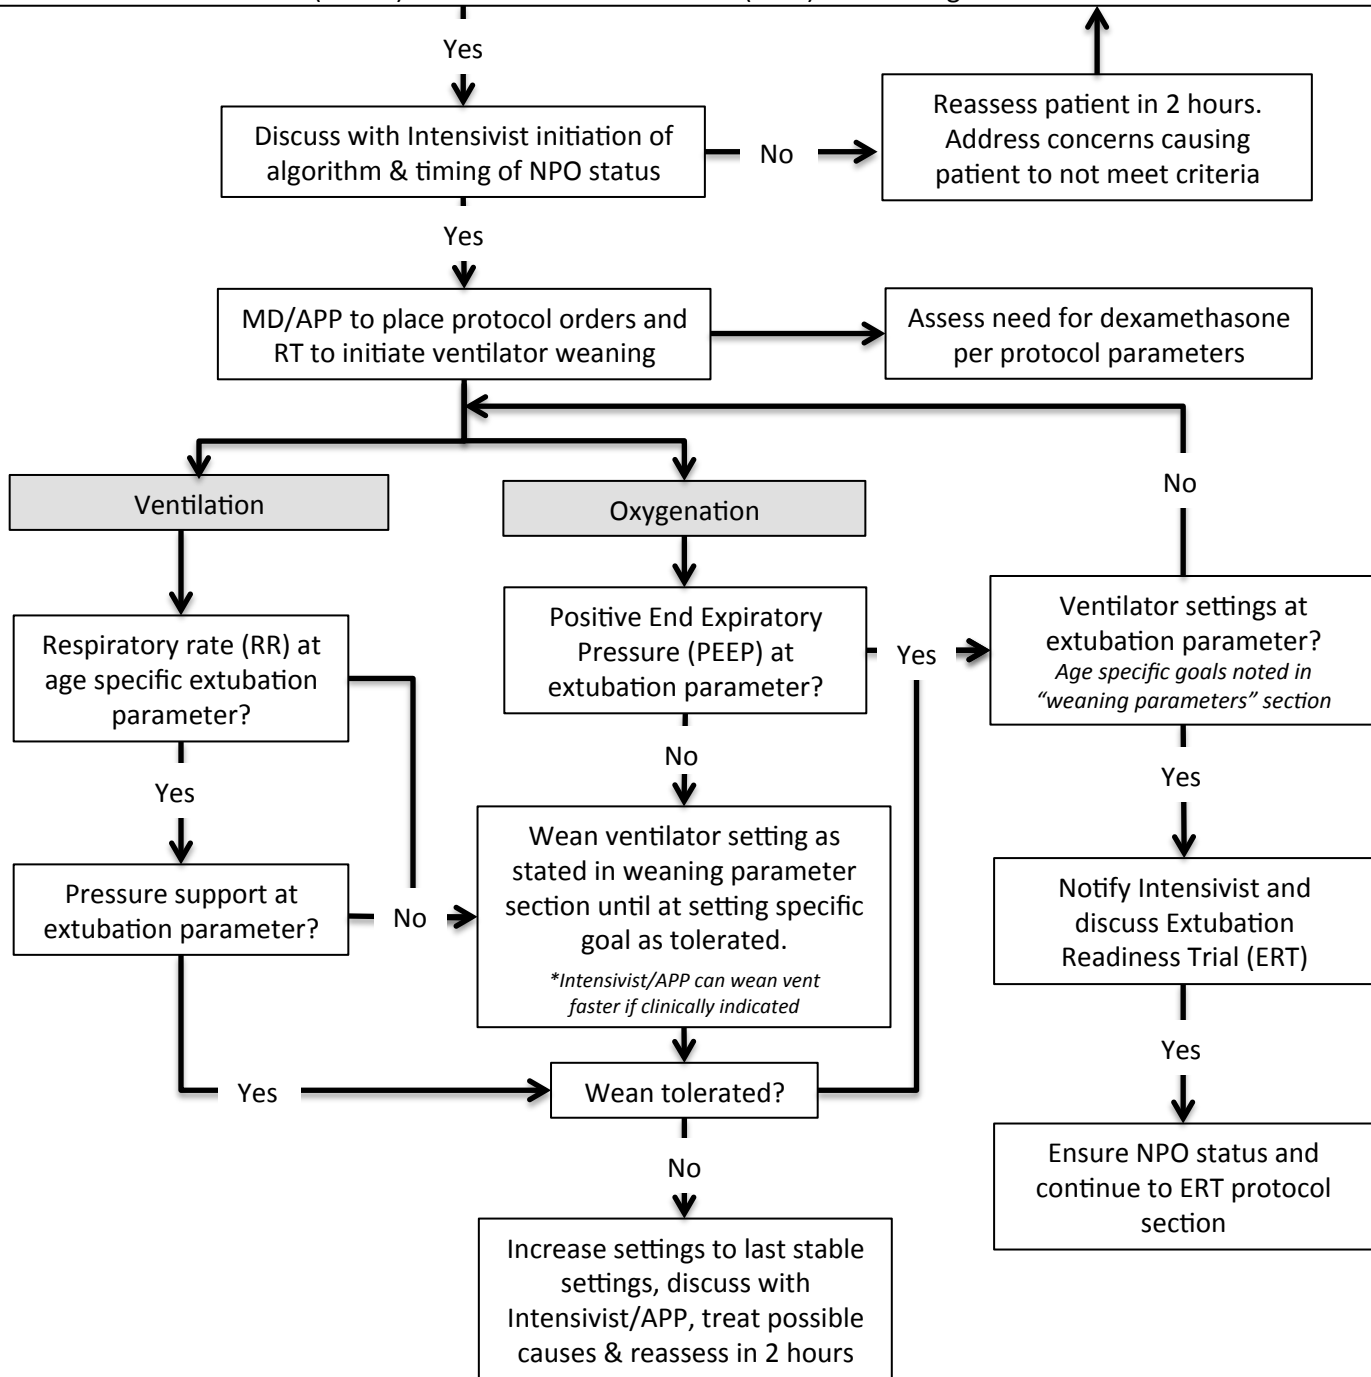 Yes
Discuss with Intensivist initiation of
algorithm & timing of NPO status
No
Reassess patient in 2 hours.
Address concerns causing
patient to not meet criteria
Yes
MD/APP to place protocol orders and
RT to initiate ventilator weaning
Assess need for dexamethasone
per protocol parameters
Ventilation
Oxygenation
No
Respiratory rate (RR) at
age specific extubation
parameter?
Positive End Expiratory
Pressure (PEEP) at
extubation parameter?
Yes
Ventilator settings at
extubation parameter?
Age specific goals noted in
“weaning parameters” section
Yes
No
Yes
Pressure support at
extubation parameter?
No
Wean ventilator setting as
stated in weaning parameter
section until at setting specific
goal as tolerated.
*Intensivist/APP can wean vent
faster if clinically indicated
Notify Intensivist and
discuss Extubation
Readiness Trial (ERT)
Yes
Yes
Wean tolerated?
No
Ensure NPO status and
continue to ERT protocol
section
Increase settings to last stable
settings, discuss with
Intensivist/APP, treat possible
causes & reassess in 2 hours